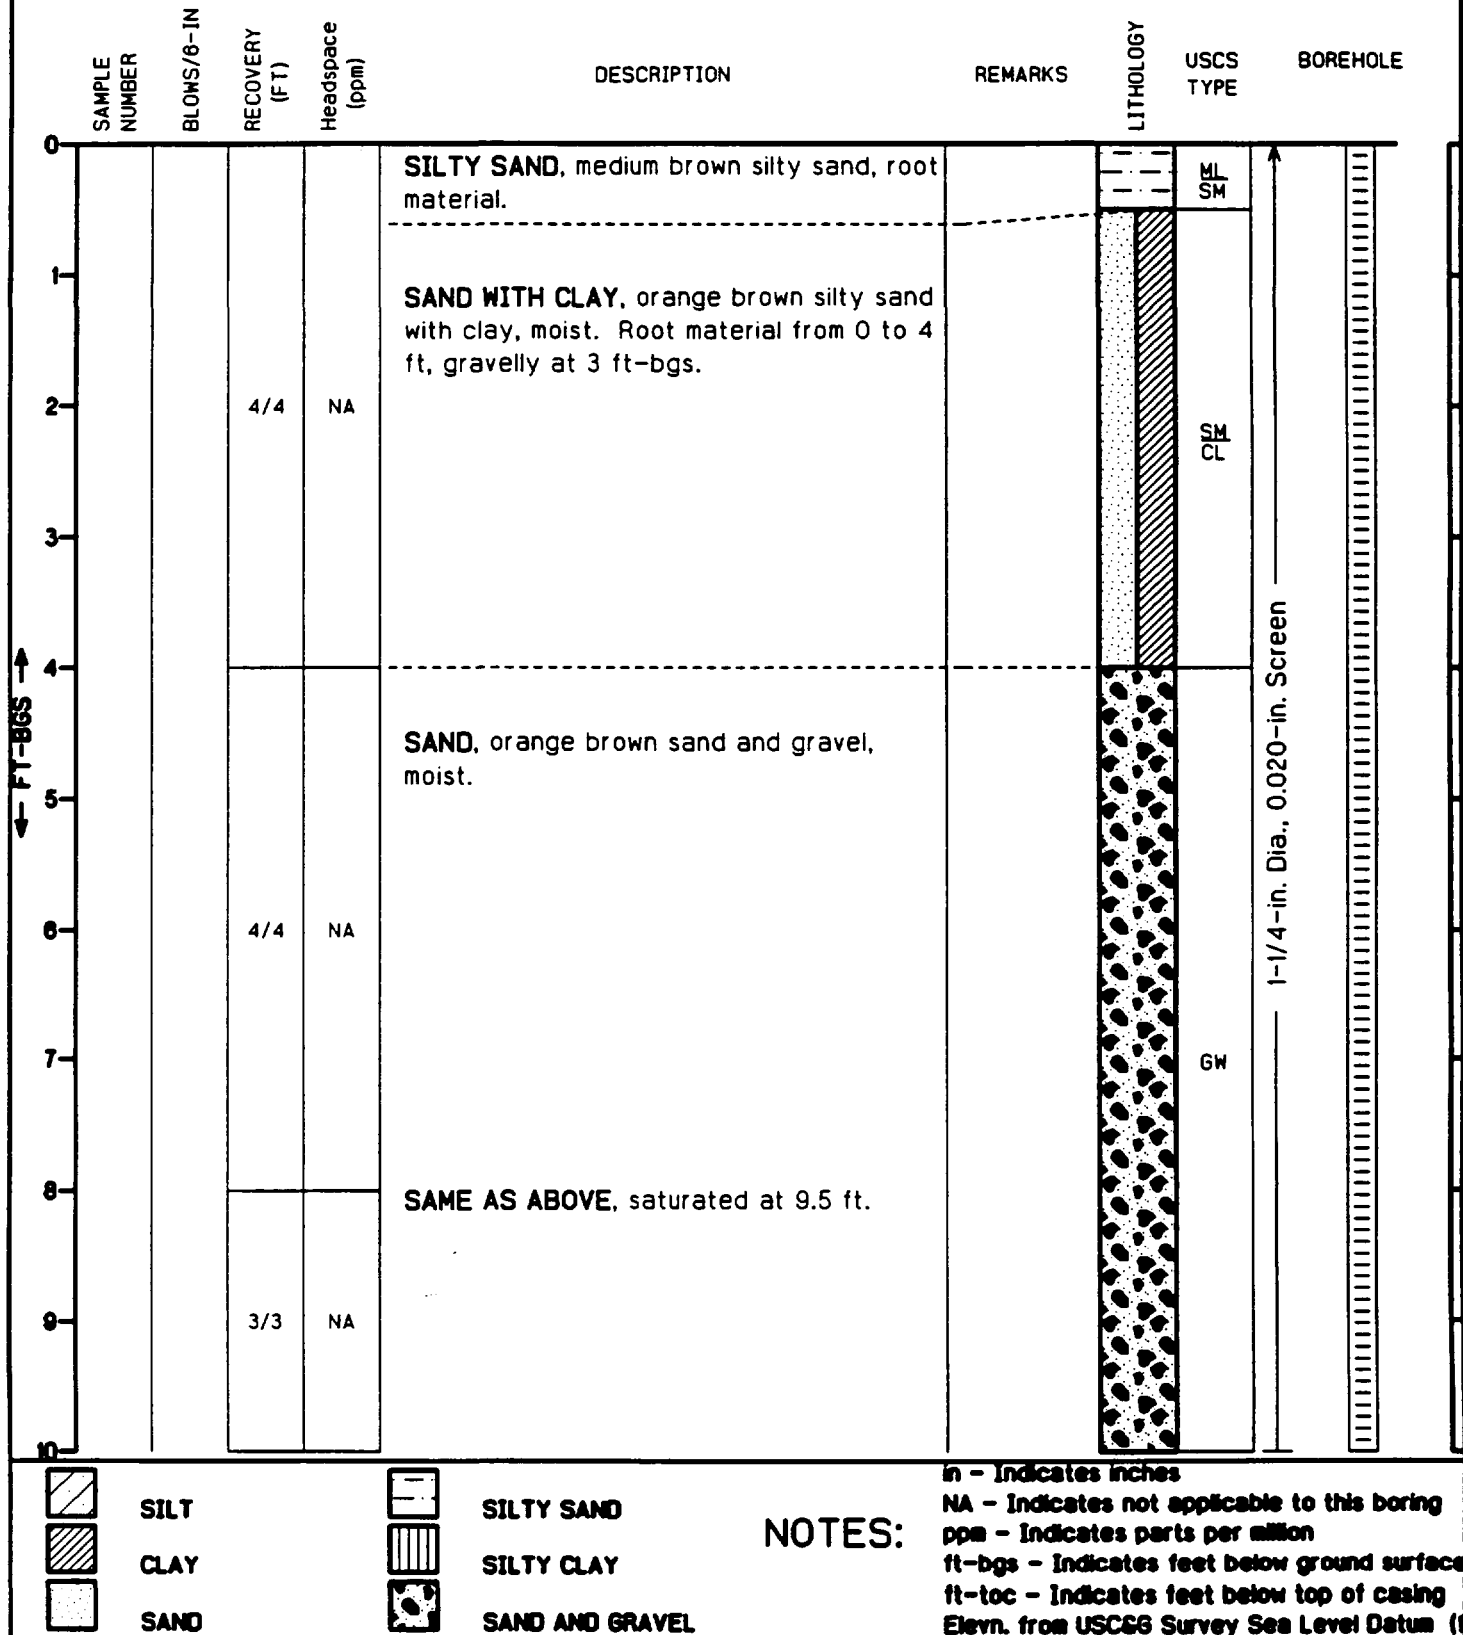 SAMPLE NUMBER
BLOWS/6-IN
RECOVERY (FT)
Headspace (ppm)
DESCRIPTION
REMARKS
LITHOLOGY
USCS TYPE
BOREHOLE
0
SILTY SAND, medium brown silty sand, root
material.
ML
SM
1
SAND WITH CLAY, orange brown silty sand
with clay, moist. Root material from 0 to 4
ft, gravelly at 3 ft-bgs.
2
4/4
NA
SM
CL
3
4
← FT-BGS →
1-1/4-in. Dia., 0.020-in. Screen
SAND, orange brown sand and gravel,
moist.
5
6
4/4
NA
7
GW
8
SAME AS ABOVE, saturated at 9.5 ft.
9
3/3
NA
10
SILT
CLAY
SAND
SILTY SAND
SILTY CLAY
SAND AND GRAVEL
NOTES:
in - Indicates inches
NA - Indicates not applicable to this boring
ppm - Indicates parts per million
ft-bgs - Indicates feet below ground surface
ft-toc - Indicates feet below top of casing
Elevn. from USC&G Survey Sea Level Datum